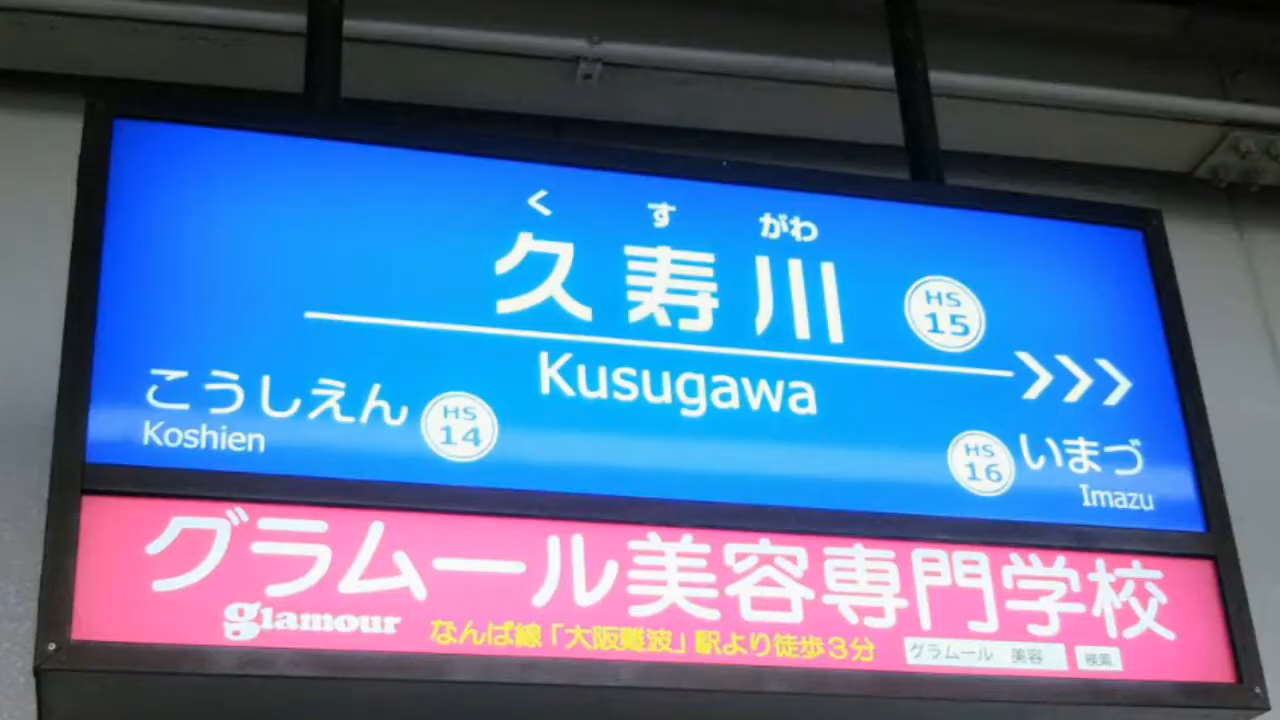 く す がわ
久寿川
HS
15
Kusugawa
こうしえん
Koshien
HS
14
HS
16
いまづ
Imazu
グラムール美容専門学校
glamour
なんば線「大阪難波」駅より徒歩3分
グラムール 美容
検索